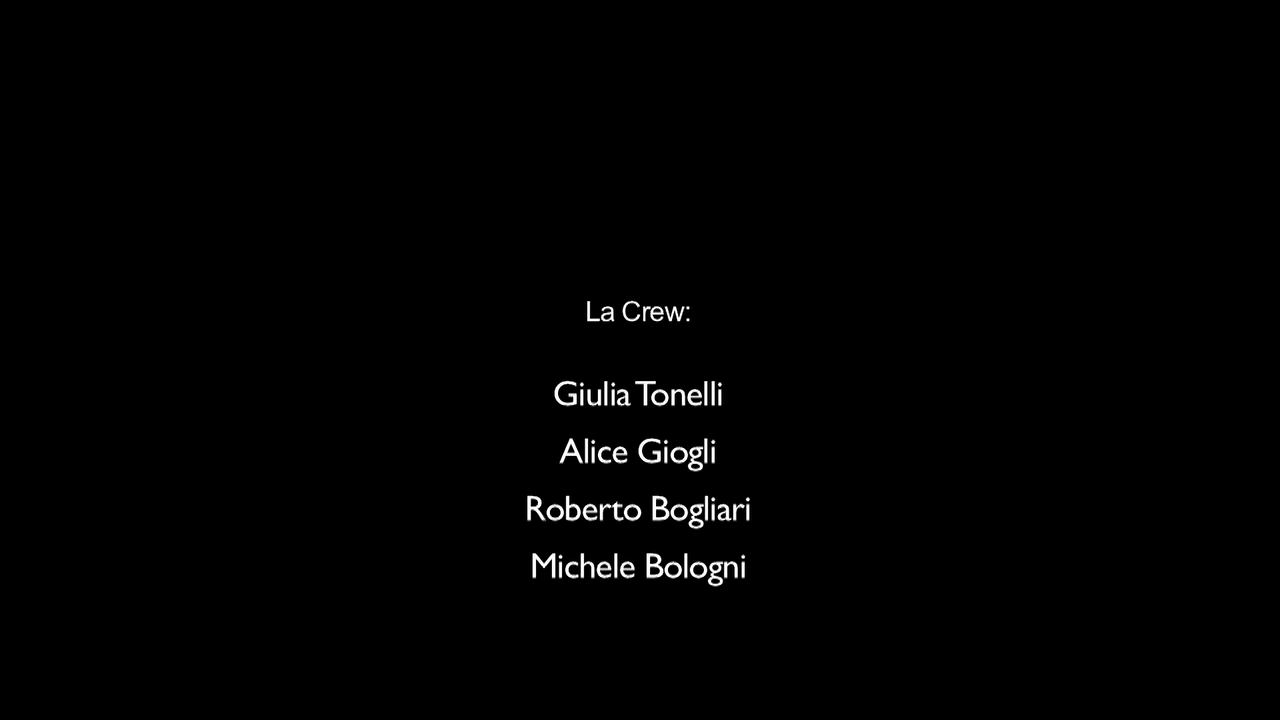 La Crew:
Giulia Tonelli
Alice Giogli
Roberto Bogliari
Michele Bologni